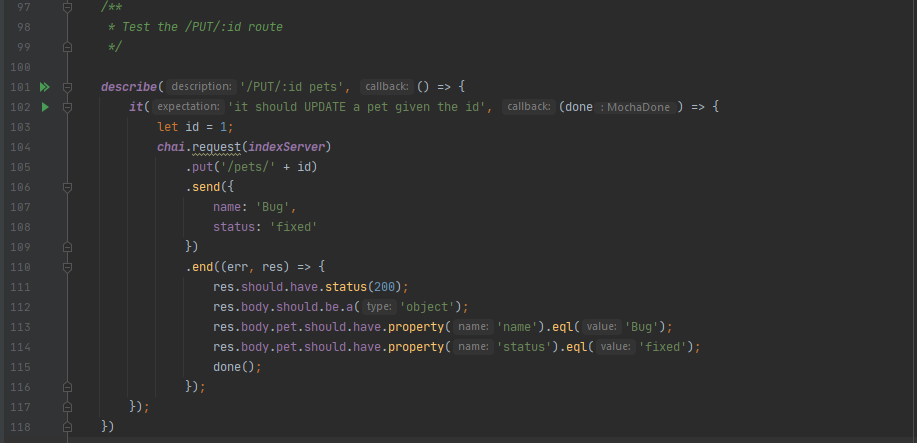 97 /**
98 * Test the /PUT/:id route
99 */
100
101 describe( description: '/PUT/:id pets', callback: () => {
102 it( expectation: 'it should UPDATE a pet given the id', callback: (done : MochaDone ) => {
103 let id = 1;
104 chai.request(indexServer)
105 .put('/pets/' + id)
106 .send({
107 name: 'Bug',
108 status: 'fixed'
109 })
110 .end((err, res) => {
111 res.should.have.status(200);
112 res.body.should.be.a( type: 'object');
113 res.body.pet.should.have.property( name: 'name').eql( value: 'Bug');
114 res.body.pet.should.have.property( name: 'status').eql( value: 'fixed');
115 done();
116 });
117 });
118 })